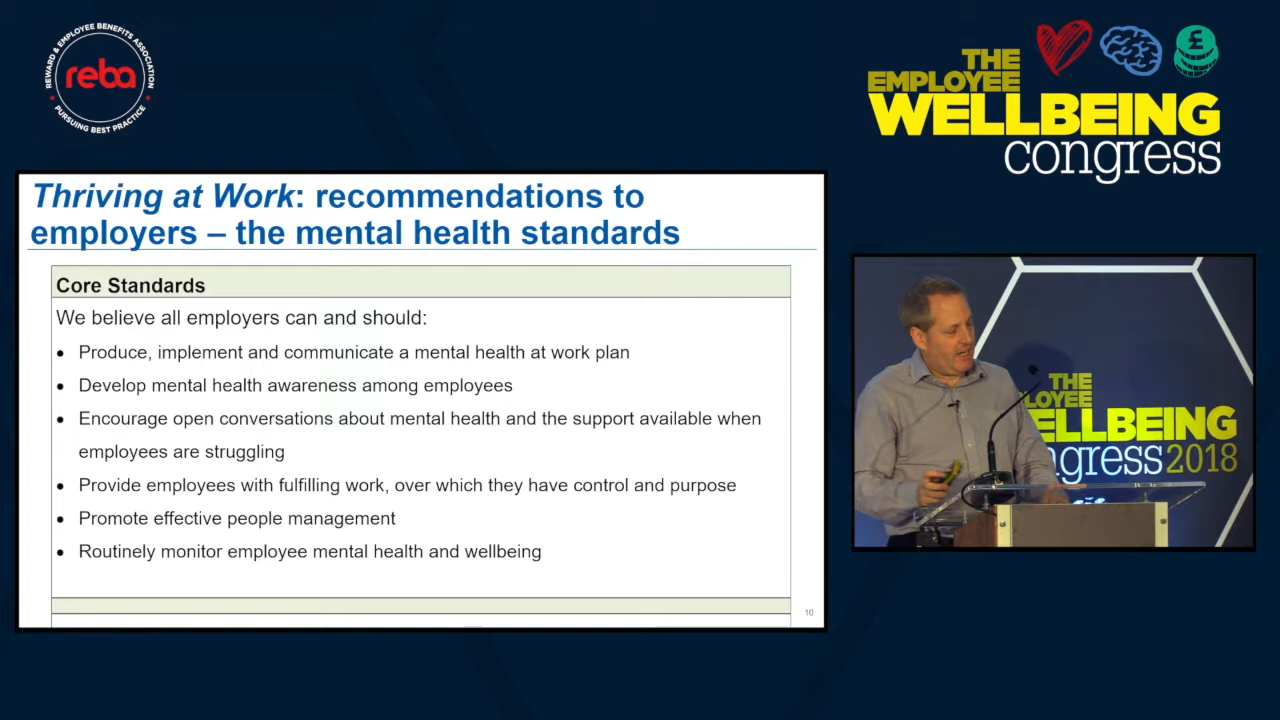 REWARD & EMPLOYEE BENEFITS ASSOCIATION
reba
PURSUING BEST PRACTICE
THE
EMPLOYEE
WELLBEING
congress
£
Thriving at Work: recommendations to
employers – the mental health standards
Core Standards
We believe all employers can and should:
• Produce, implement and communicate a mental health at work plan
• Develop mental health awareness among employees
• Encourage open conversations about mental health and the support available when
employees are struggling
• Provide employees with fulfilling work, over which they have control and purpose
• Promote effective people management
• Routinely monitor employee mental health and wellbeing
10
THE
PLOYEE
ELLBEING
ngress 2018